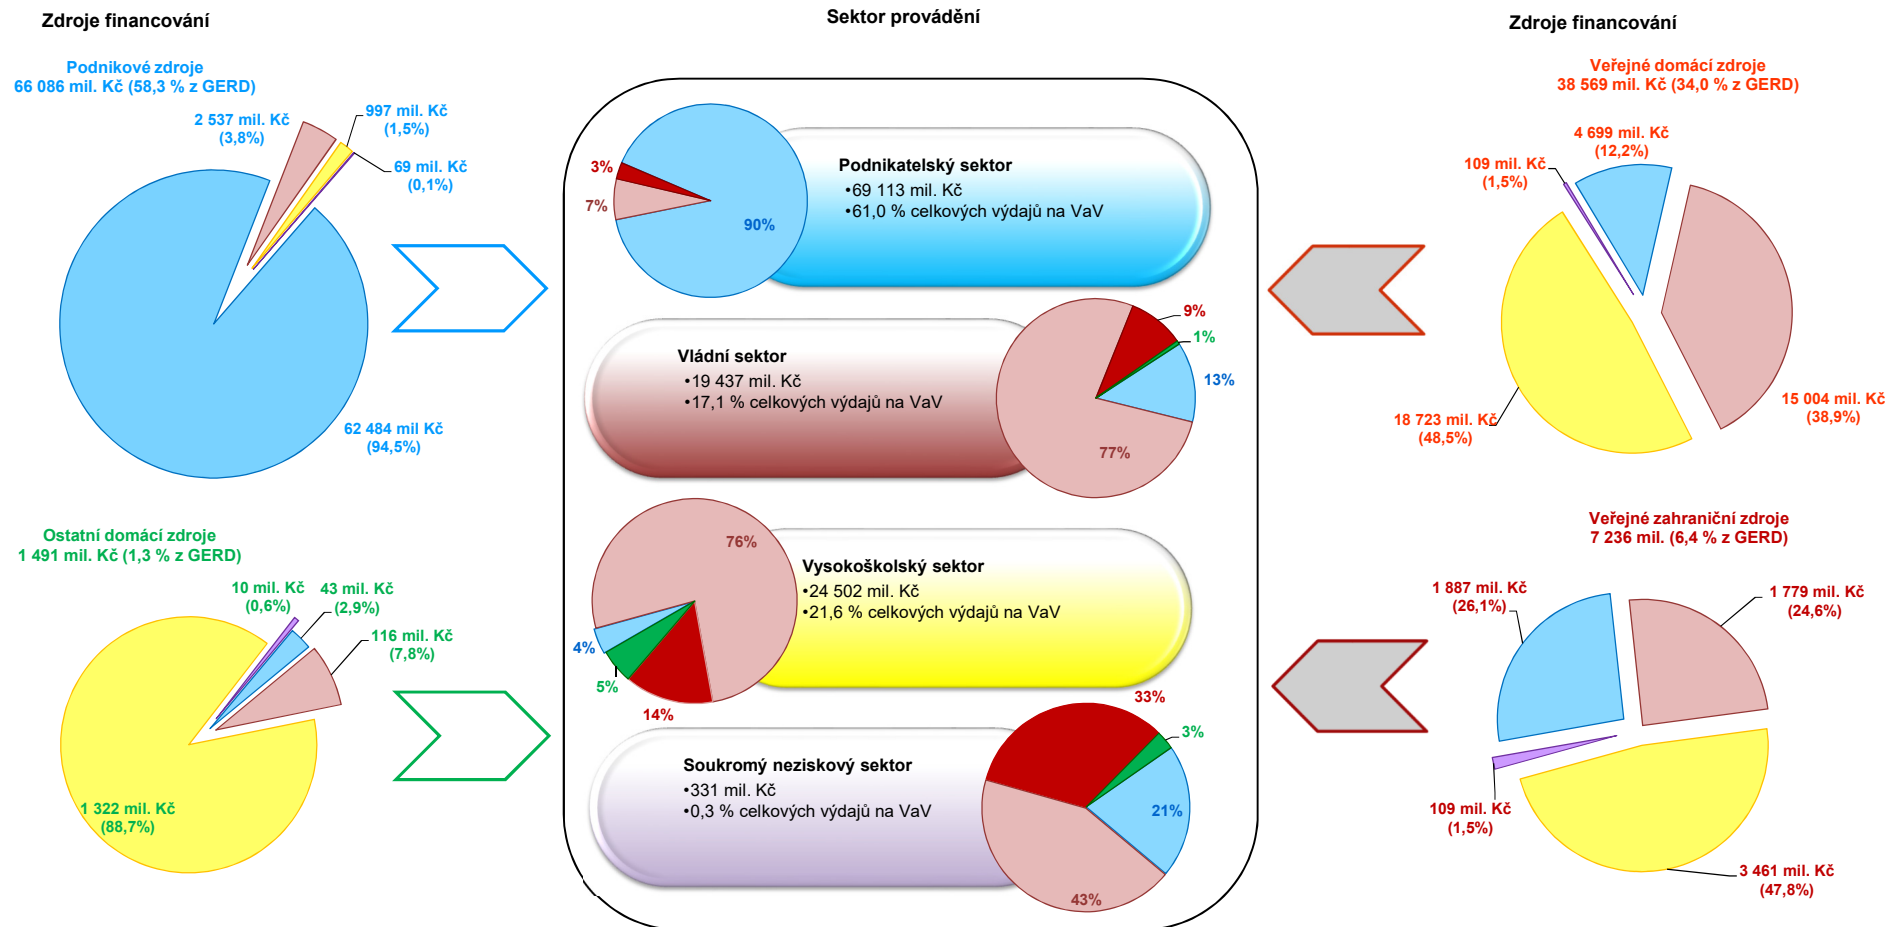 Zdroje financování
Sektor provádění
Zdroje financování
Podnikové zdroje
66 086 mil. Kč (58,3 % z GERD)
2 537 mil. Kč
(3,8%)
997 mil. Kč
(1,5%)
69 mil. Kč
(0,1%)
62 484 mil Kč
(94,5%)
Ostatní domácí zdroje
1 491 mil. Kč (1,3 % z GERD)
10 mil. Kč
(0,6%)
43 mil. Kč
(2,9%)
116 mil. Kč
(7,8%)
1 322 mil. Kč
(88,7%)
3%
7%
90%
Podnikatelský sektor
•69 113 mil. Kč
•61,0 % celkových výdajů na VaV
Vládní sektor
•19 437 mil. Kč
•17,1 % celkových výdajů na VaV
9%
1%
13%
77%
76%
4%
5%
14%
Vysokoškolský sektor
•24 502 mil. Kč
•21,6 % celkových výdajů na VaV
Soukromý neziskový sektor
•331 mil. Kč
•0,3 % celkových výdajů na VaV
33%
3%
21%
43%
Veřejné domácí zdroje
38 569 mil. Kč (34,0 % z GERD)
4 699 mil. Kč
(12,2%)
109 mil. Kč
(1,5%)
15 004 mil. Kč
(38,9%)
18 723 mil. Kč
(48,5%)
Veřejné zahraniční zdroje
7 236 mil. (6,4 % z GERD)
1 887 mil. Kč
(26,1%)
1 779 mil. Kč
(24,6%)
109 mil. Kč
(1,5%)
3 461 mil. Kč
(47,8%)